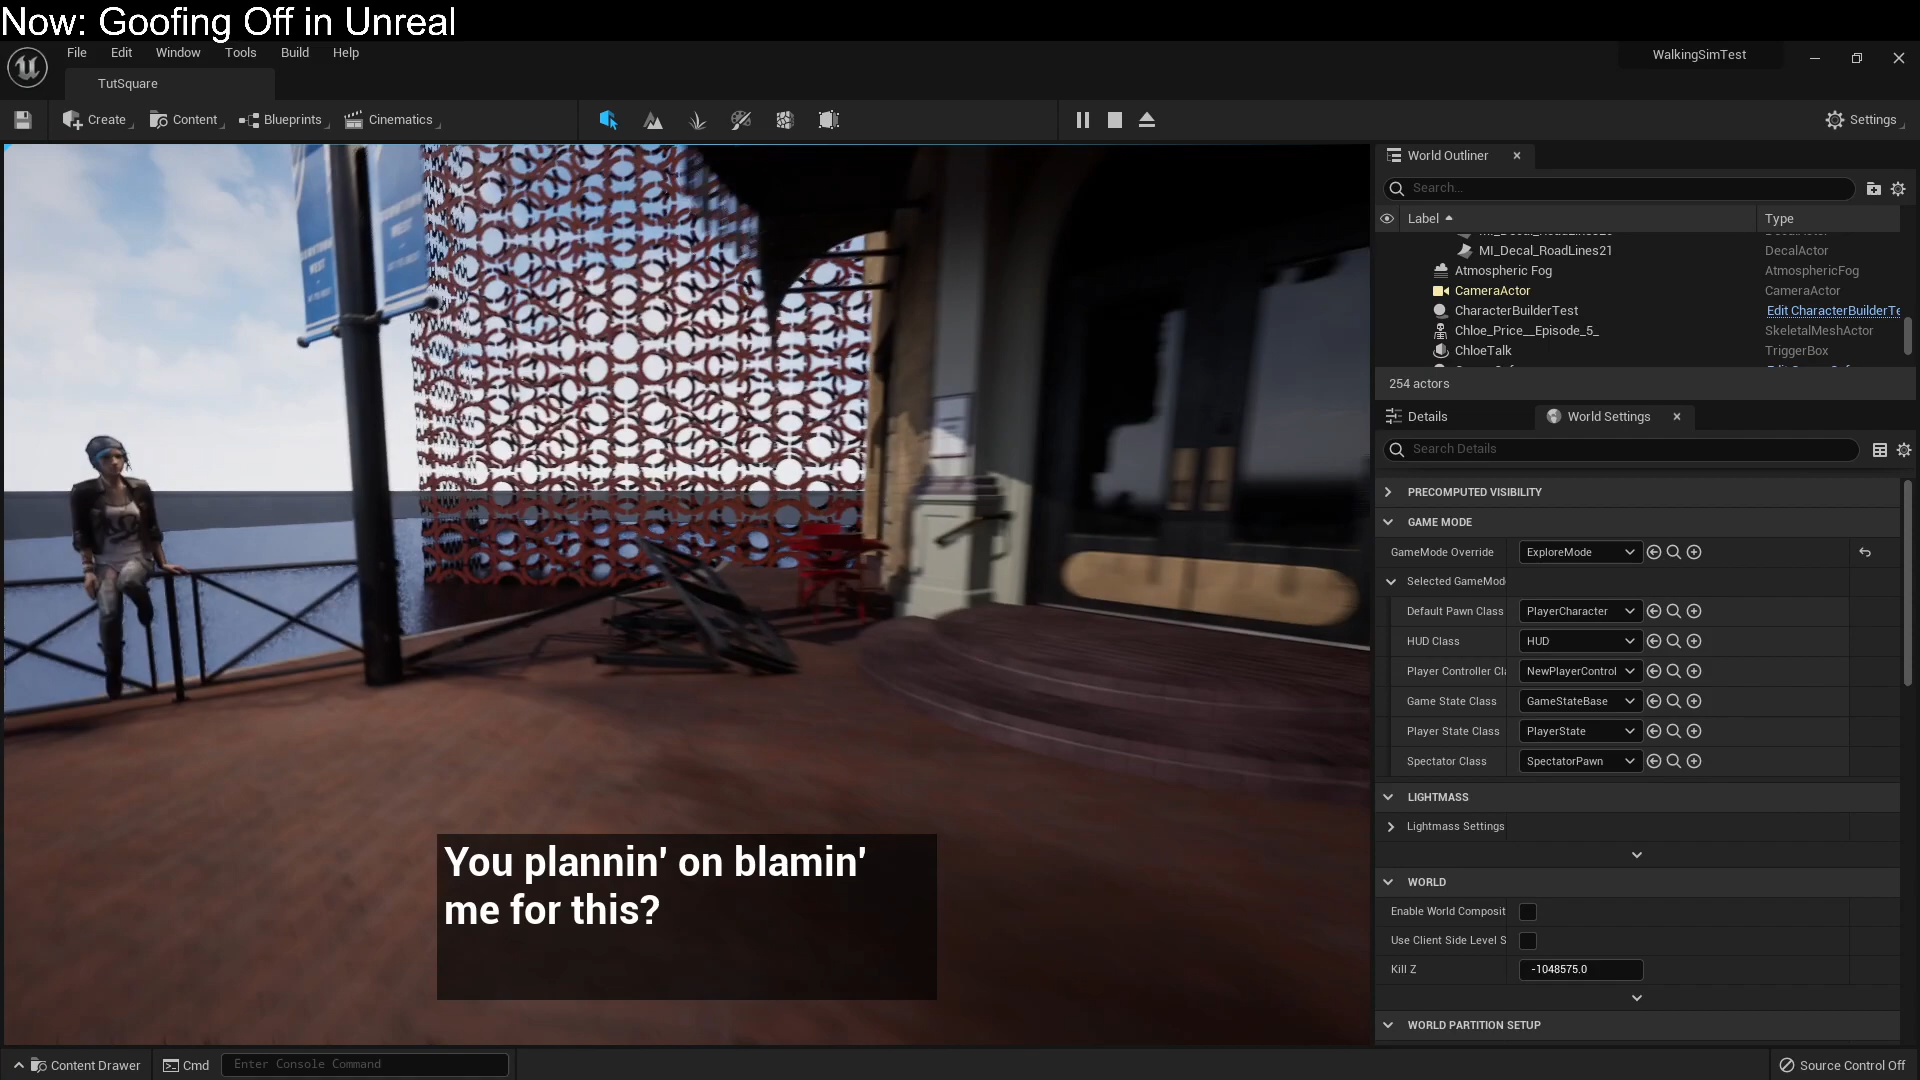 Now: Goofing Off in Unreal
File Edit Window Tools Build Help
WalkingSimTest
TutSquare
Create Content Blueprints Cinematics
Settings
World Outliner
Search...
Label Type
MI_Decal_RoadLines21 DecalActor
Atmospheric Fog AtmosphericFog
CameraActor CameraActor
CharacterBuilderTest Edit CharacterBuilderTe
Chloe_Price__Episode_5_ SkeletalMeshActor
ChloeTalk TriggerBox
254 actors
Details World Settings
Search Details
PRECOMPUTED VISIBILITY
GAME MODE
GameMode Override ExploreMode
Selected GameMod
Default Pawn Class PlayerCharacter
HUD Class HUD
Player Controller Cl NewPlayerControl
Game State Class GameStateBase
Player State Class PlayerState
Spectator Class SpectatorPawn
LIGHTMASS
Lightmass Settings
WORLD
Enable World Composit
Use Client Side Level S
Kill Z -1048575.0
WORLD PARTITION SETUP
You plannin' on blamin'
me for this?
Content Drawer Cmd Enter Console Command
Source Control Off